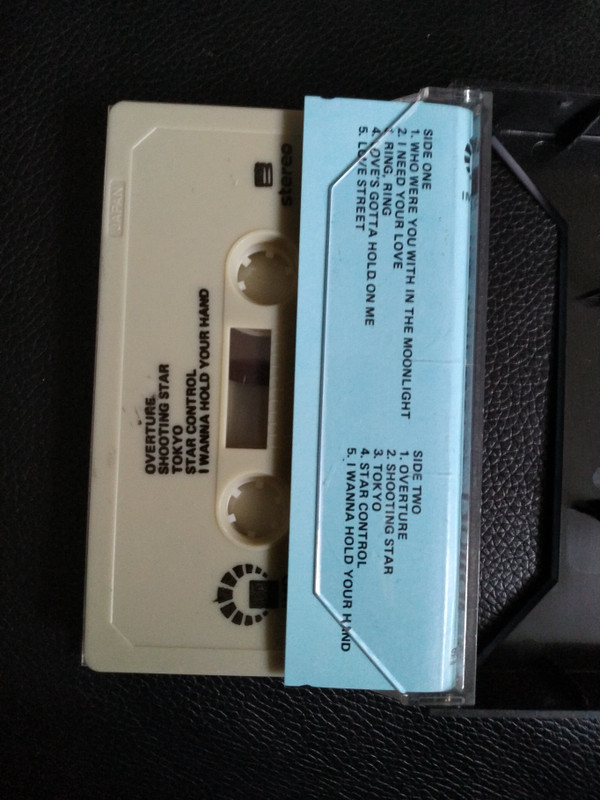 SIDE ONE
1. WHO WERE YOU WITH IN THE MOONLIGHT
2. I NEED YOUR LOVE
RING, RING
4. LOVE'S GOTTA HOLD ON ME
5. LOVE STREET
SIDE TWO
1. OVERTURE
2. SHOOTING STAR
3. TOKYO
4. STAR CONTROL
5. I WANNA HOLD YOUR HAND
stereo
OVERTURE
SHOOTING STAR
TOKYO
STAR CONTROL
I WANNA HOLD YOUR HAND
JAPAN